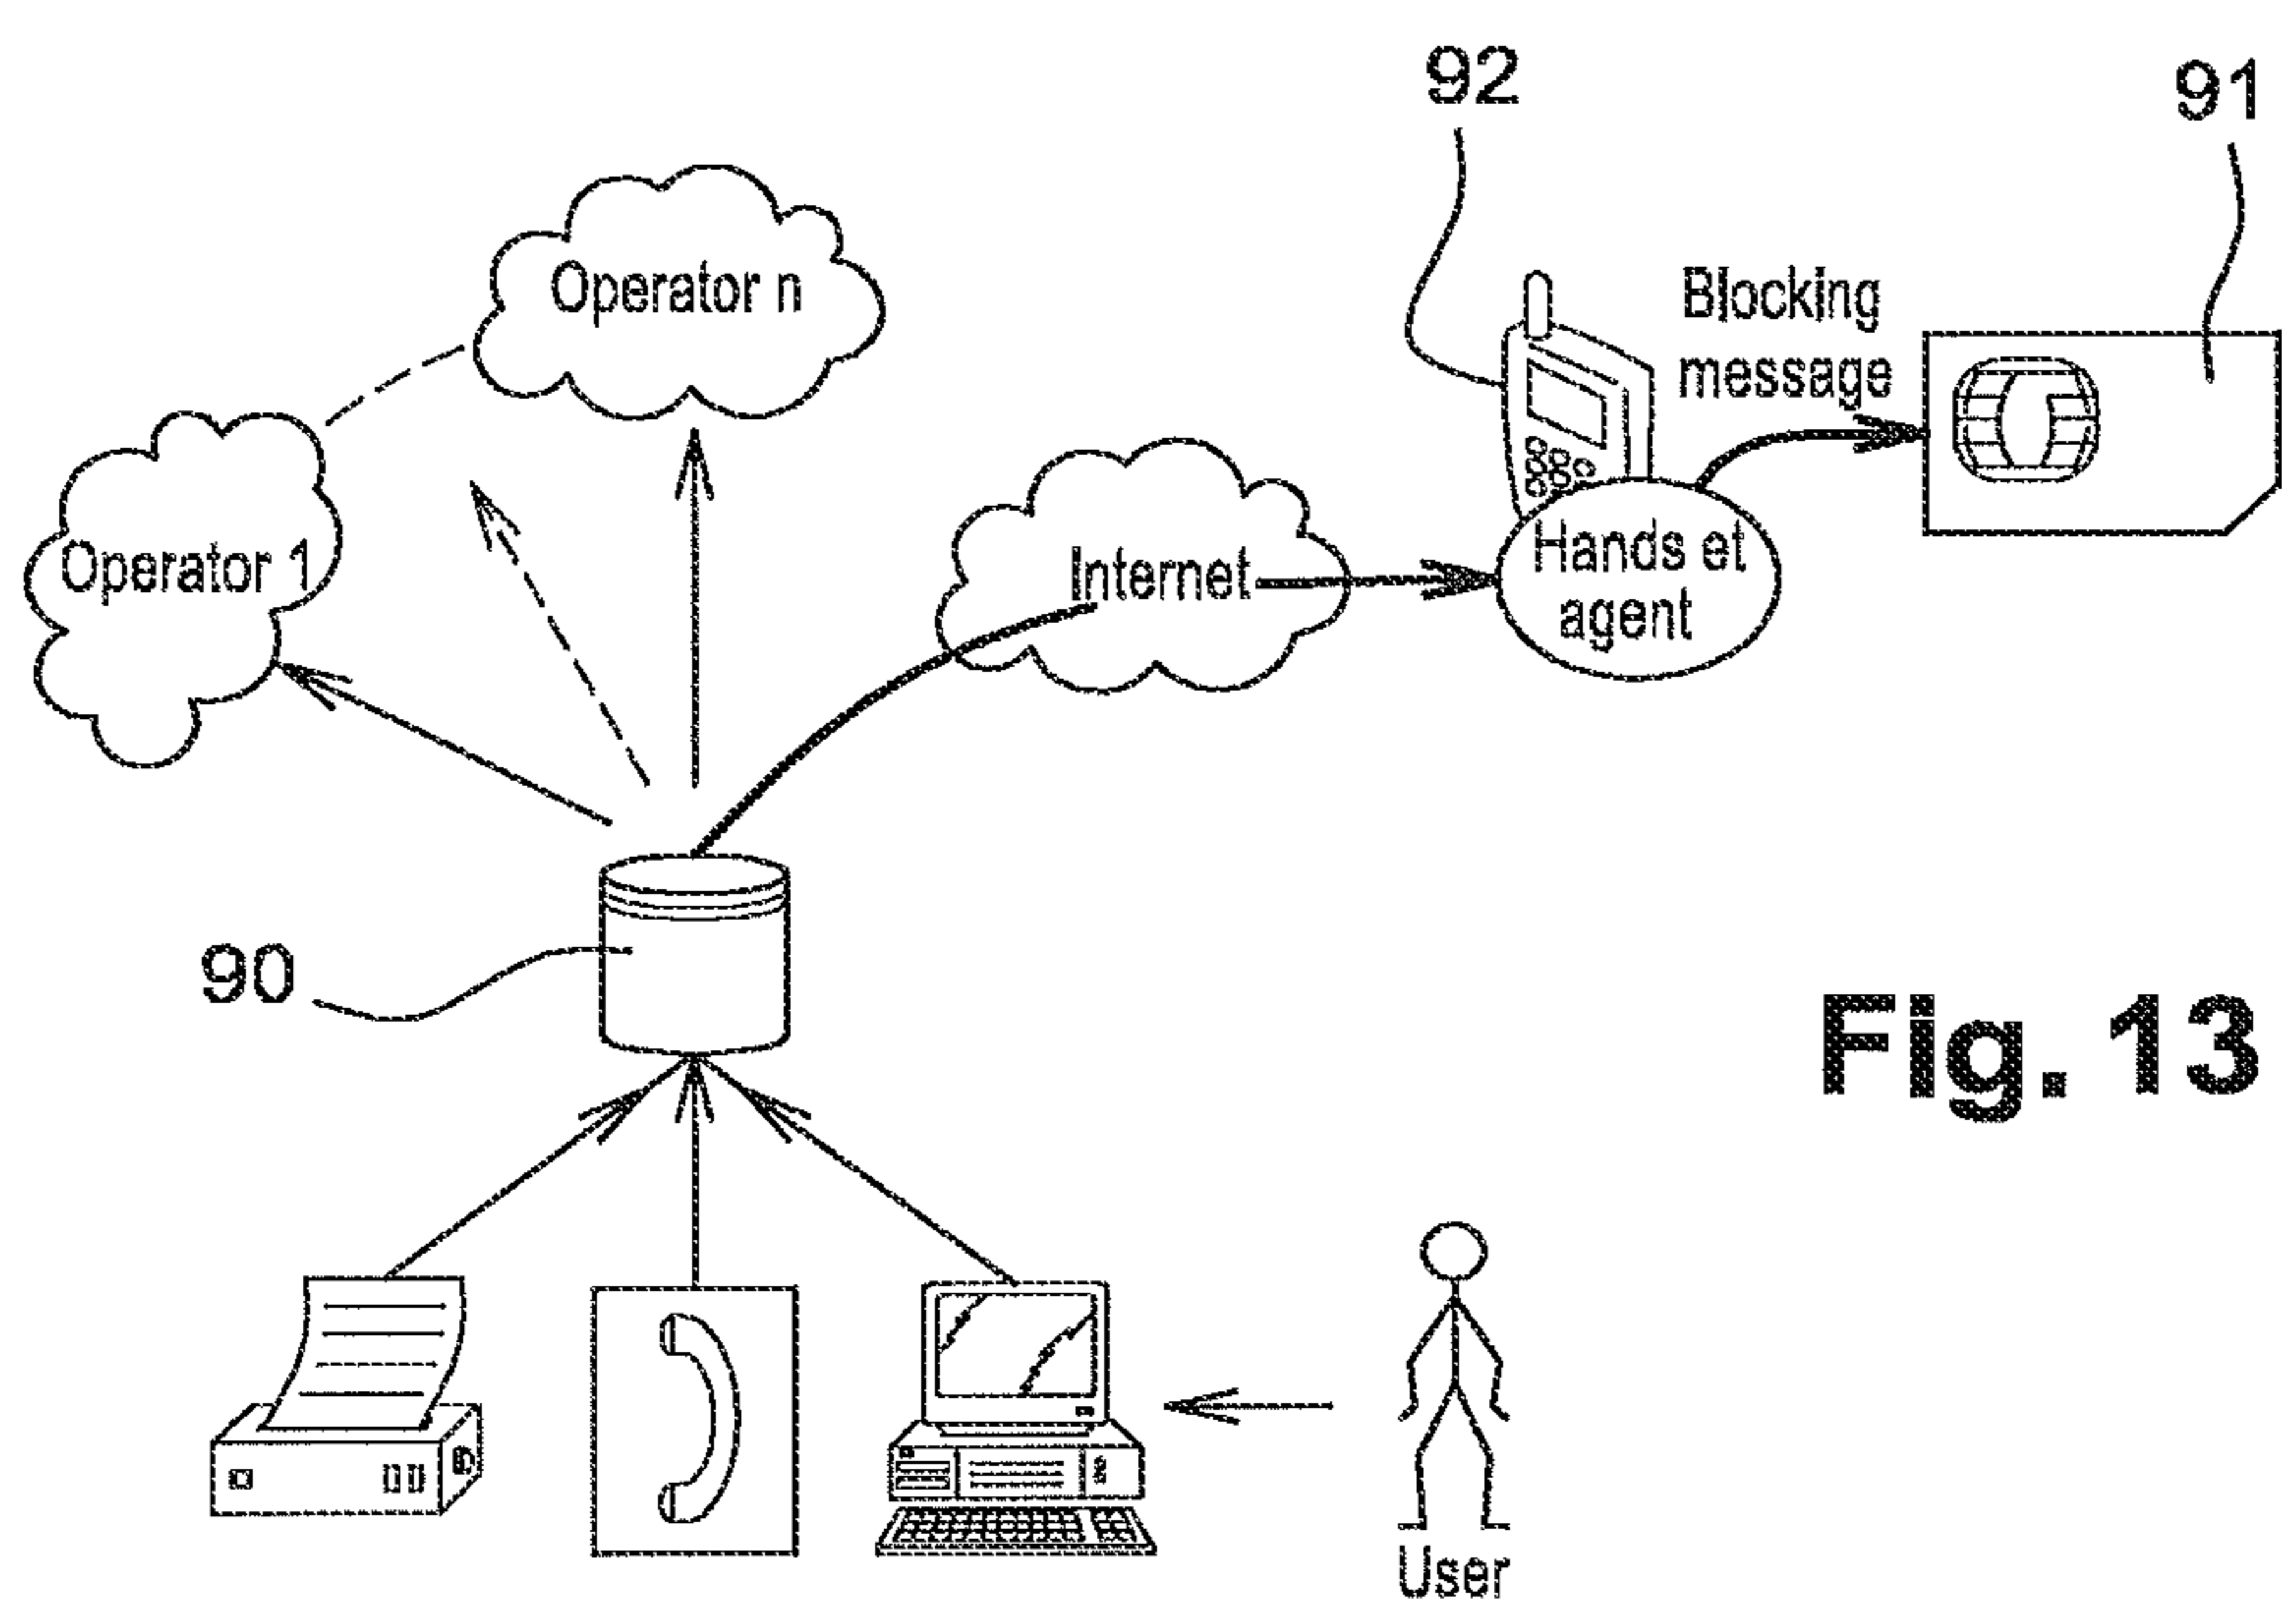 92
91
Operator n
Blocking
message
Operator 1
Internet
Hands et
agent
90
Fig. 13
User